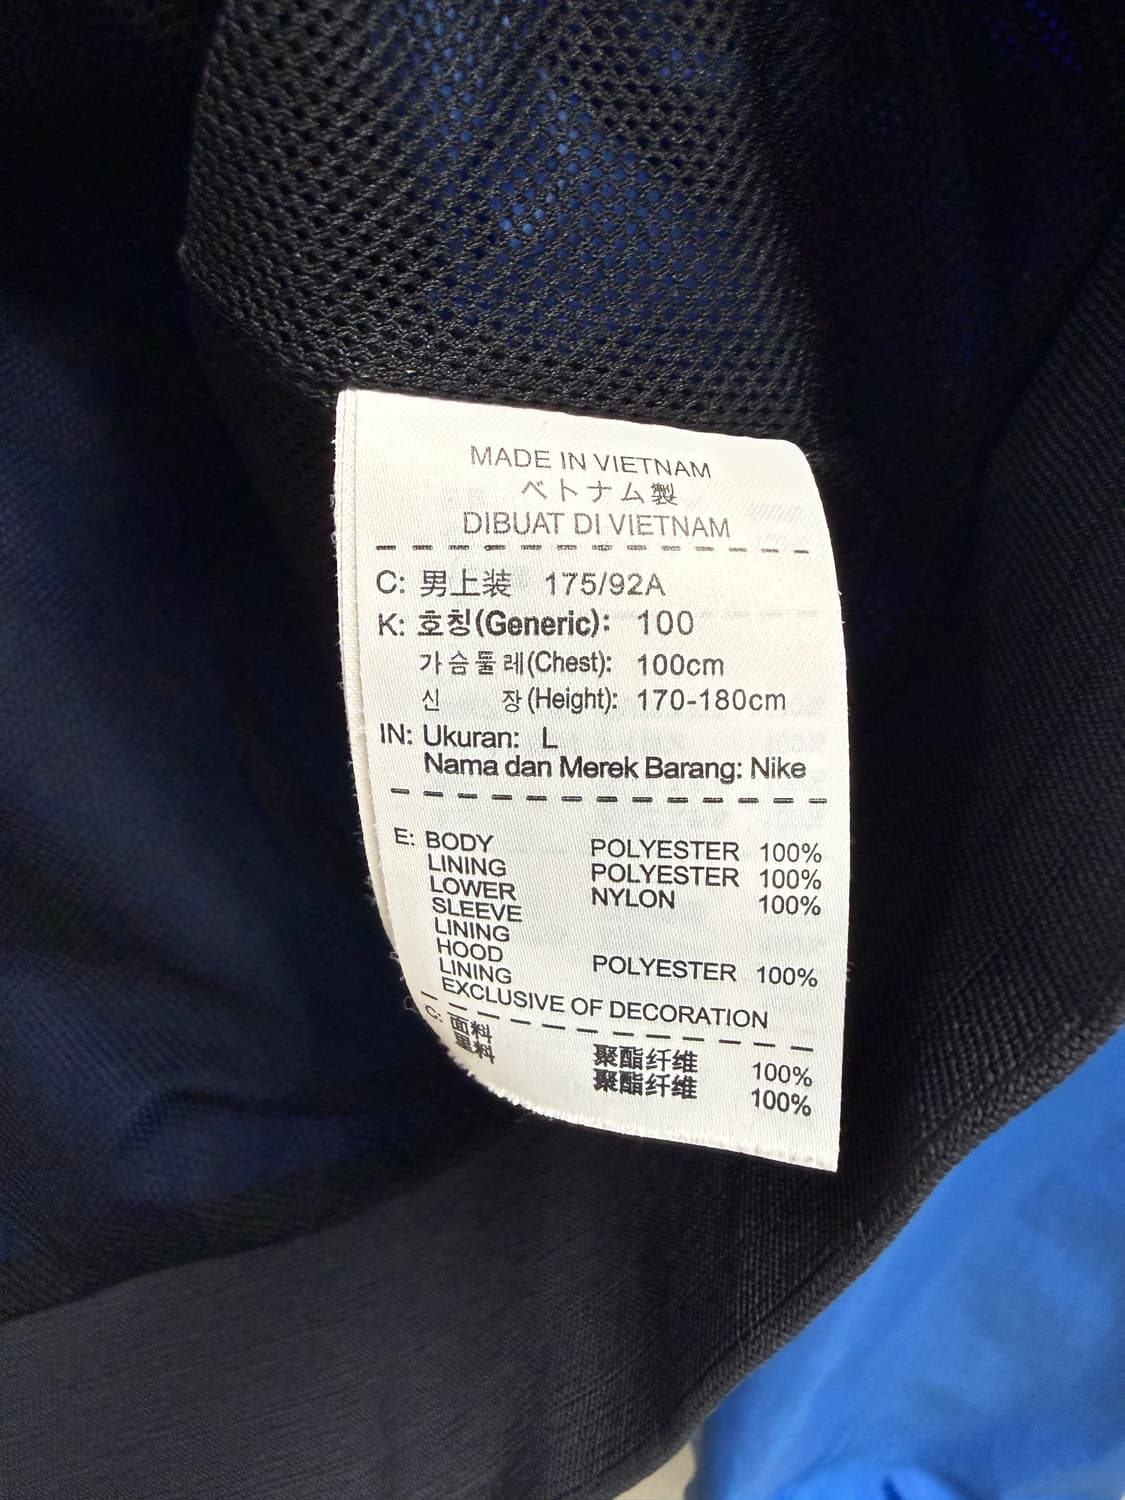 MADE IN VIETNAM
ベトナム製
DIBUAT DI VIETNAM
C: 男上装 175/92A
K: 호칭(Generic): 100
가슴둘레(Chest): 100cm
신 장(Height): 170-180cm
IN: Ukuran: L
Nama dan Merek Barang: Nike
E: BODY POLYESTER 100%
LINING POLYESTER 100%
LOWER NYLON 100%
SLEEVE
LINING
HOOD POLYESTER 100%
LINING
EXCLUSIVE OF DECORATION
C: 面料 聚酯纤维 100%
里料 聚酯纤维 100%